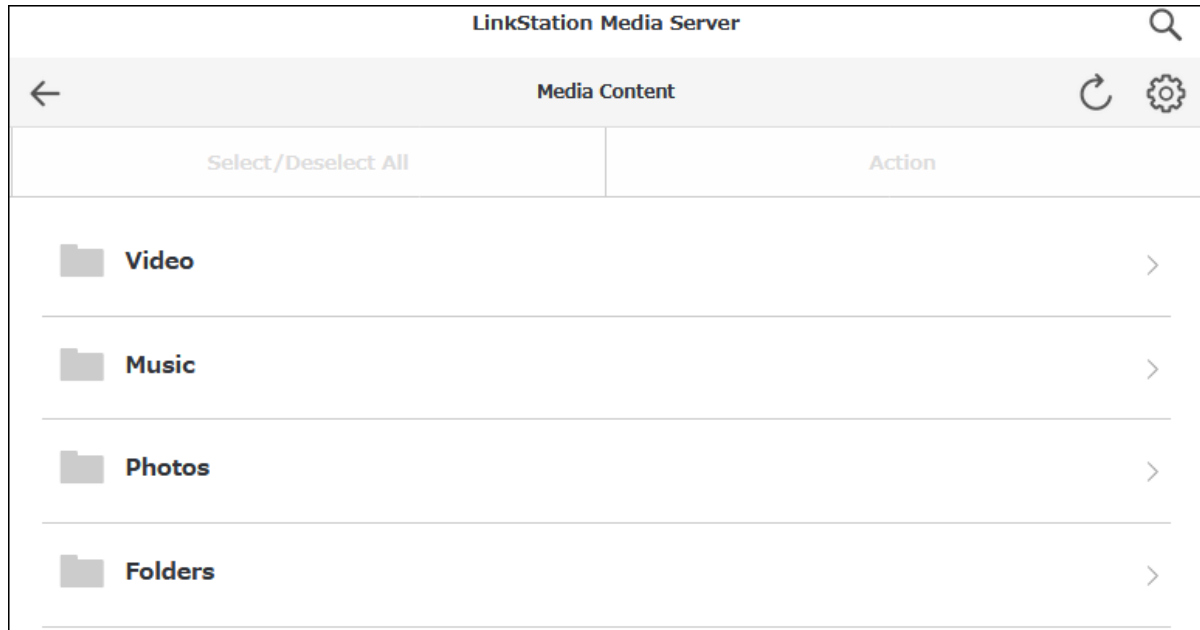 LinkStation Media Server
Media Content
Select/Deselect All
Action
Video
Music
Photos
Folders